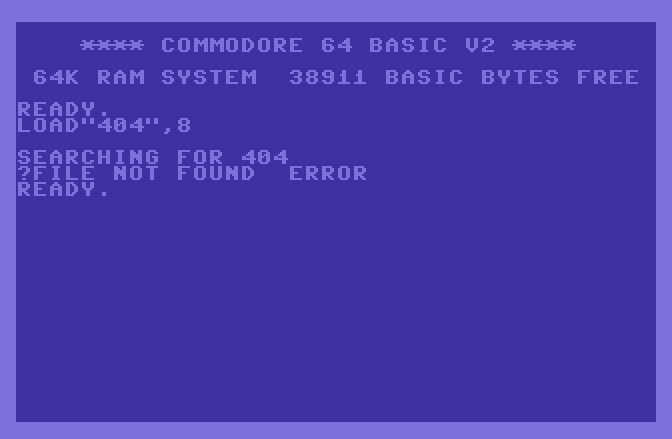 **** COMMODORE 64 BASIC V2 ****
64K RAM SYSTEM  38911 BASIC BYTES FREE
READY.
LOAD"404",8
SEARCHING FOR 404
?FILE NOT FOUND  ERROR
READY.